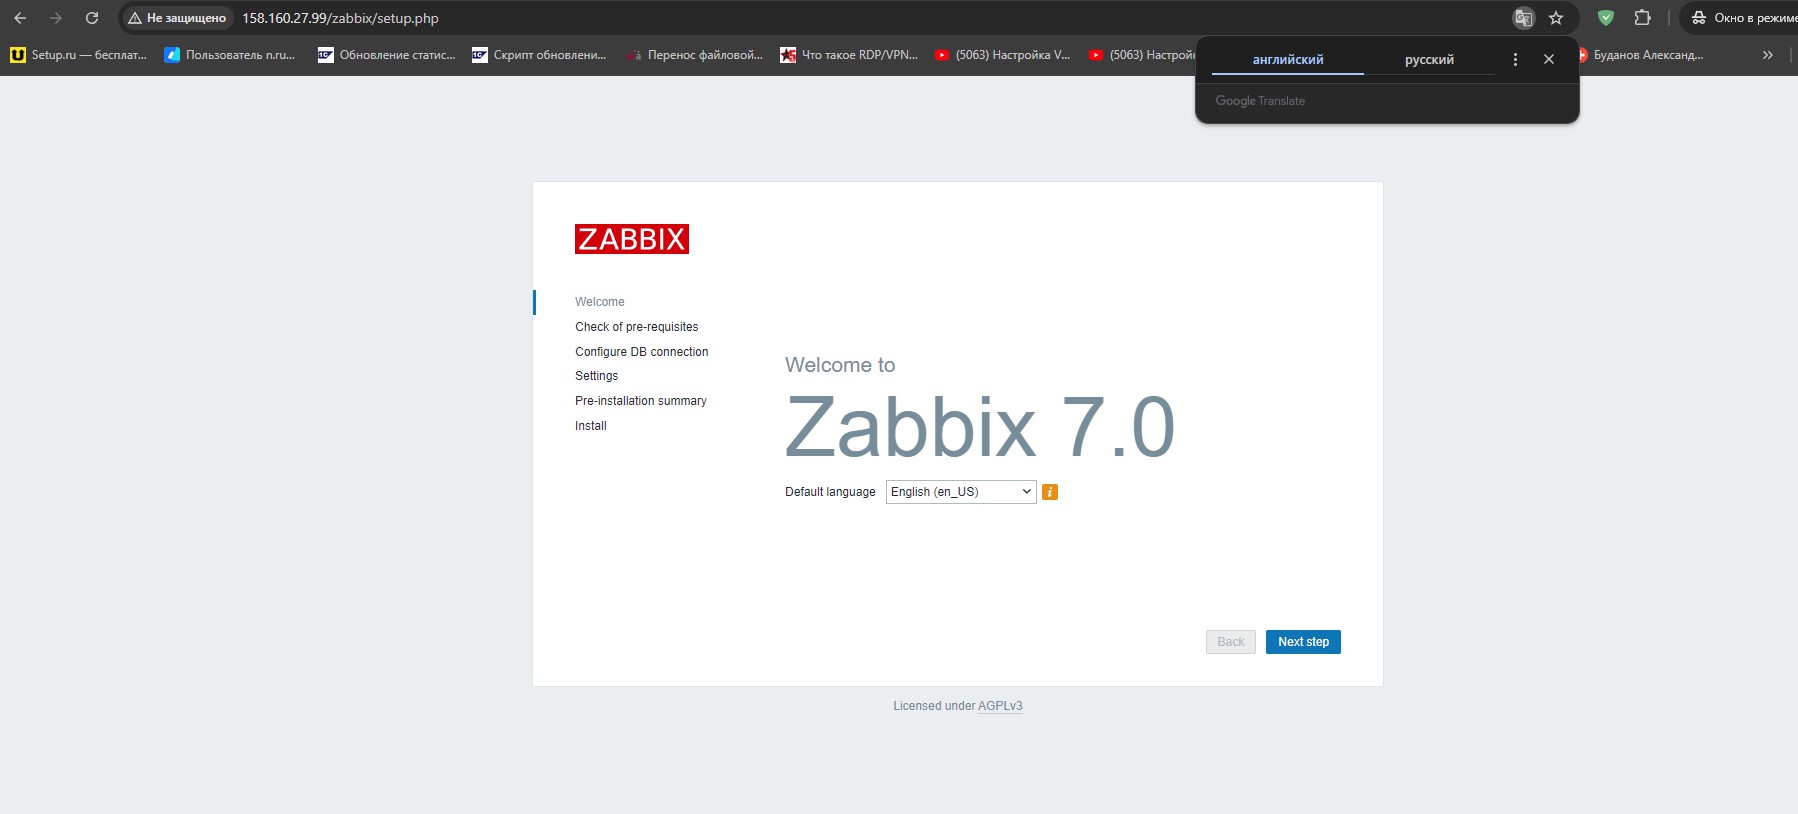 Не защищено 158.160.27.99/zabbix/setup.php Окно в режиме
Setup.ru — бесплат... Пользователь n.ru... Обновление статис... Скрипт обновлени... Перенос файловой... Что такое RDP/VPN... (5063) Настройка V... (5063) Настрой Буданов Александ...
английский русский
Google Translate
ZABBIX
Welcome
Check of pre-requisites
Configure DB connection
Settings
Pre-installation summary
Install
Welcome to
Zabbix 7.0
Default language English (en_US)
Back Next step
Licensed under AGPLv3